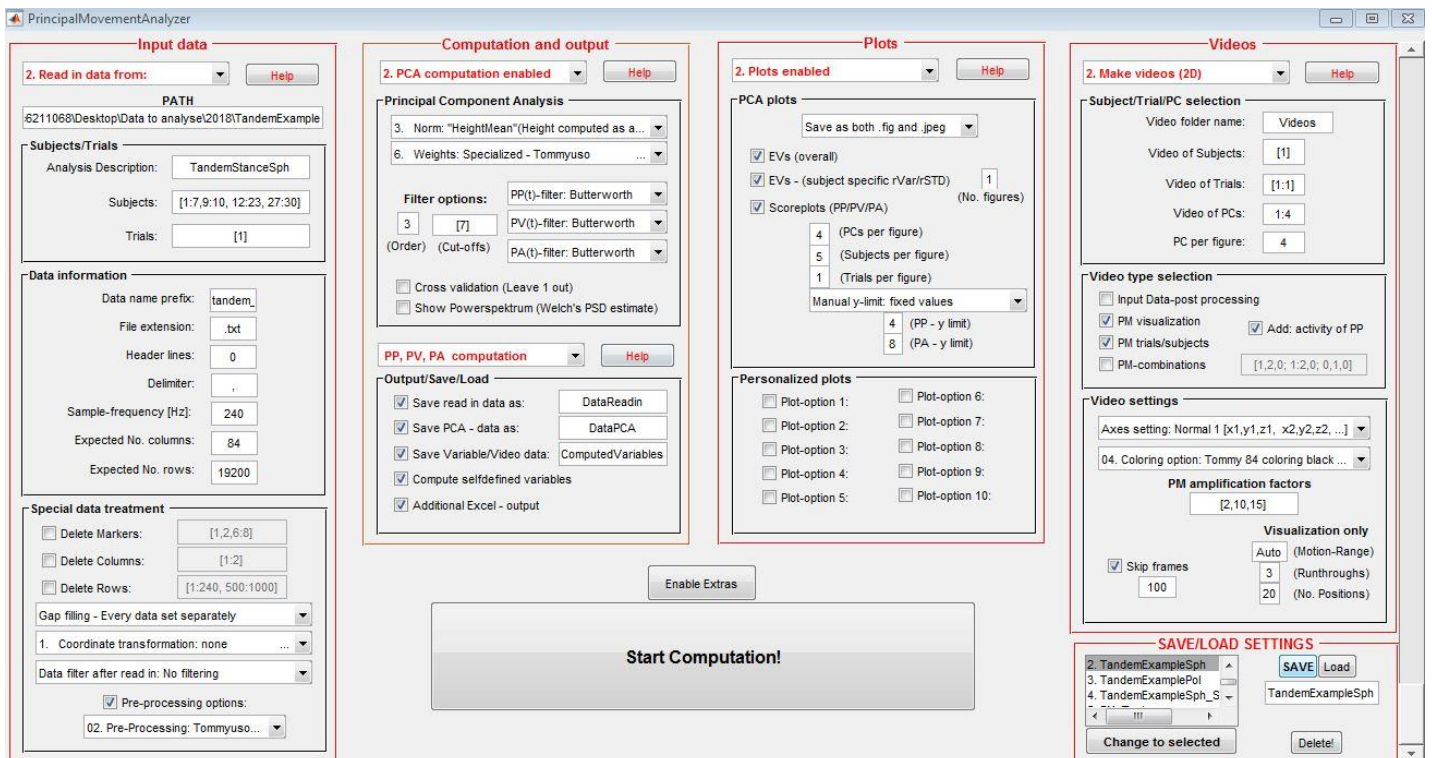 PrincipalMovementAnalyzer
Input data
2. Read in data from:
Help
PATH
6211068\Desktop\Data to analyse\2018\TandemExample
Subjects/Trials
Analysis Description: TandemStanceSph
Subjects: [1:7,9:10, 12:23, 27:30]
Trials: [1]
Data information
Data name prefix: tandem_
File extension: .txt
Header lines: 0
Delimiter: ,
Sample-frequency [Hz]: 240
Expected No. columns: 84
Expected No. rows: 19200
Special data treatment
Delete Markers: [1,2,6:8]
Delete Columns: [1:2]
Delete Rows: [1:240, 500:1000]
Gap filling - Every data set separately
1. Coordinate transformation: none ...
Data filter after read in: No filtering
Pre-processing options:
02. Pre-Processing: Tommyuso...
Computation and output
2. PCA computation enabled
Help
Principal Component Analysis
3. Norm: "HeightMean"(Height computed as a...
6. Weights: Specialized - Tommyuso ...
Filter options:
PP(t)-filter: Butterworth
3 [7] PV(t)-filter: Butterworth
(Order) (Cut-offs) PA(t)-filter: Butterworth
Cross validation (Leave 1 out)
Show Powerspektrum (Welch's PSD estimate)
PP, PV, PA computation
Help
Output/Save/Load
Save read in data as: DataReadin
Save PCA - data as: DataPCA
Save Variable/Video data: ComputedVariables
Compute selfdefined variables
Additional Excel - output
Plots
2. Plots enabled
Help
PCA plots
Save as both .fig and .jpeg
EVs (overall)
EVs - (subject specific rVar/rSTD) 1
(No. figures)
Scoreplots (PP/PV/PA)
4 (PCs per figure)
5 (Subjects per figure)
1 (Trials per figure)
Manual y-limit: fixed values
4 (PP - y limit)
8 (PA - y limit)
Personalized plots
Plot-option 1: Plot-option 6:
Plot-option 2: Plot-option 7:
Plot-option 3: Plot-option 8:
Plot-option 4: Plot-option 9:
Plot-option 5: Plot-option 10:
Enable Extras
Start Computation!
Videos
2. Make videos (2D)
Help
Subject/Trial/PC selection
Video folder name: Videos
Video of Subjects: [1]
Video of Trials: [1:1]
Video of PCs: 1:4
PC per figure: 4
Video type selection
Input Data-post processing
PM visualization
Add: activity of PP
PM trials/subjects
PM-combinations [1,2,0; 1:2,0; 0,1,0]
Video settings
Axes setting: Normal 1 [x1,y1,z1, x2,y2,z2, ...]
04. Coloring option: Tommy 84 coloring black ...
PM amplification factors
[2,10,15]
Visualization only
Auto (Motion-Range)
Skip frames
3 (Runthroughs)
100
20 (No. Positions)
SAVE/LOAD SETTINGS
2. TandemExampleSph
3. TandemExamplePol
4. TandemExampleSph_S
SAVE Load
TandemExampleSph
Change to selected
Delete!